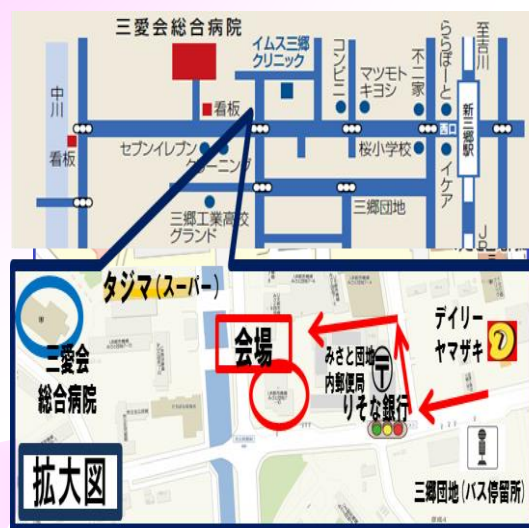 三愛会総合病院
イムス三郷
クリニック
コンビニ
マツモト
キヨシ
不二家
ららぽーと
至吉川
中川
看板
看板
西口
新三郷駅
セブンイレブン
クリーニング
桜小学校
イケア
三郷工業高校
グランド
三郷団地
タジマ(スーパー)
三愛会
総合病院
会場
みさと団地
内郵便局
りそな銀行
デイリー
ヤマザキ
三郷団地(バス停留所)
拡大図